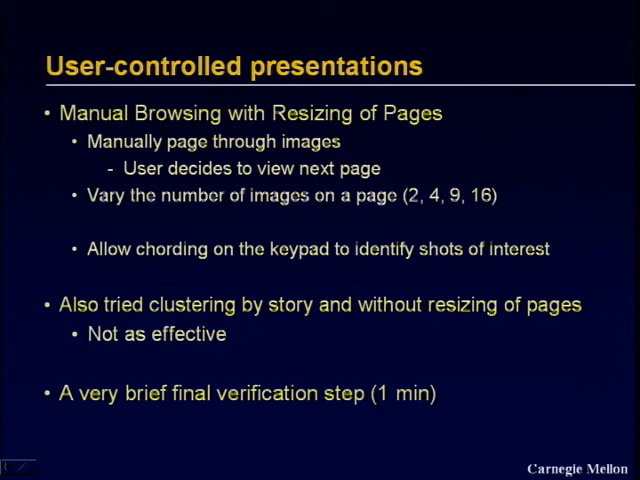 User-controlled presentations
• Manual Browsing with Resizing of Pages
• Manually page through images
- User decides to view next page
• Vary the number of images on a page (2, 4, 9, 16)
• Allow chording on the keypad to identify shots of interest
• Also tried clustering by story and without resizing of pages
• Not as effective
• A very brief final verification step (1 min)
Carnegie Mellon